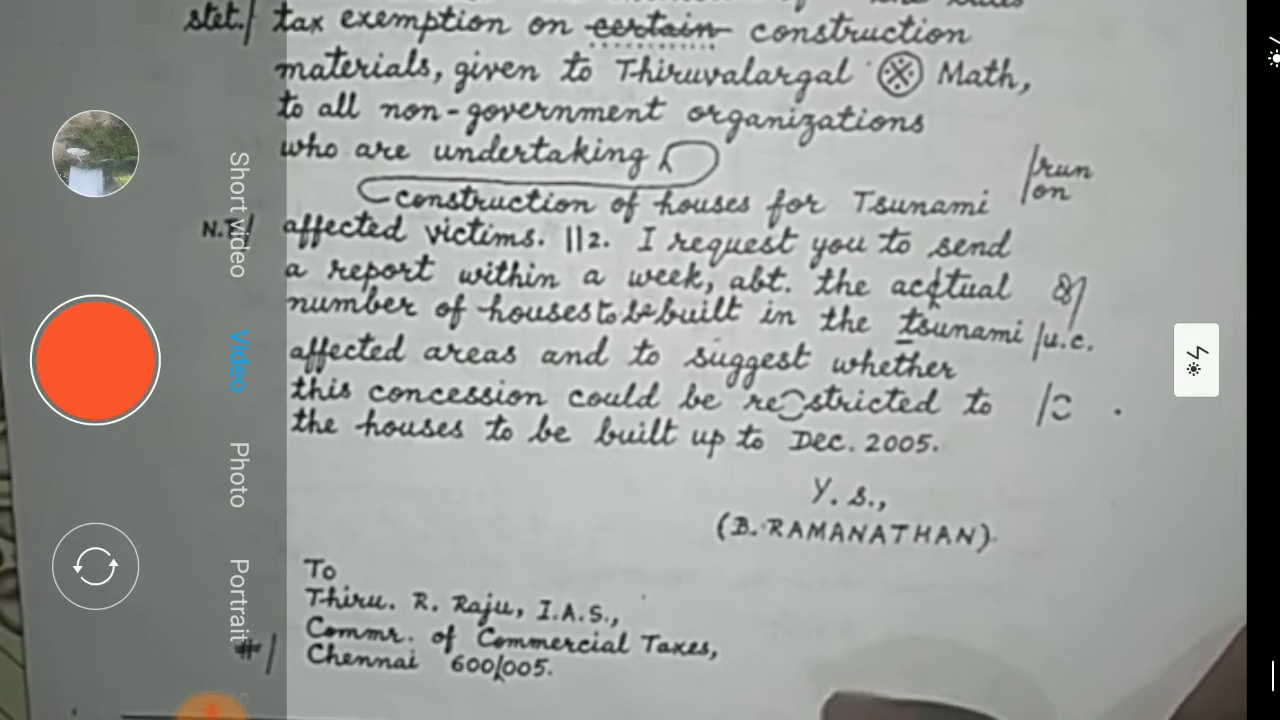 stet./ tax exemption on certain construction
materials, given to Thiruvalargal ⊗ Math,
to all non-government organizations
who are undertaking
/run on
construction of houses for Tsunami
N.P/ affected victims. ||2. I request you to send
a report within a week, abt. the acctual
number of houses to be built in the tsunami /u.c.
affected areas and to suggest whether
this concession could be restricted to
the houses to be built up to Dec. 2005.
Y. s.,
(B. RAMANATHAN).
To
Thiru. R. Raju, I.A.S.,
Commr. of Commercial Taxes,
#/ Chennai 600/005.
Short video
Video
Photo
Portrait